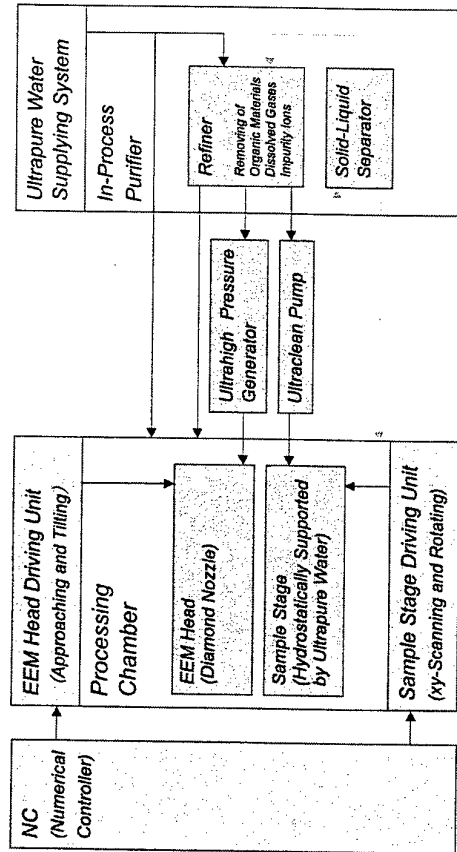 NC
(Numerical
Controller)
EEM Head Driving Unit
(Approaching and Tilting)
Processing
Chamber
EEM Head
(Diamond Nozzle)
Sample Stage
(Hydrostatically Supported
by Ultrapure Water)
Sample Stage Driving Unit
(xy-Scanning and Rotating)
Ultrahigh Pressure
Generator
Ultraclean Pump
Ultrapure Water
Supplying System
In-Process
Purifier
Refiner
Removing of
Organic Materials
Dissolved Gases
Impurity Ions
Solid-Liquid
Separator